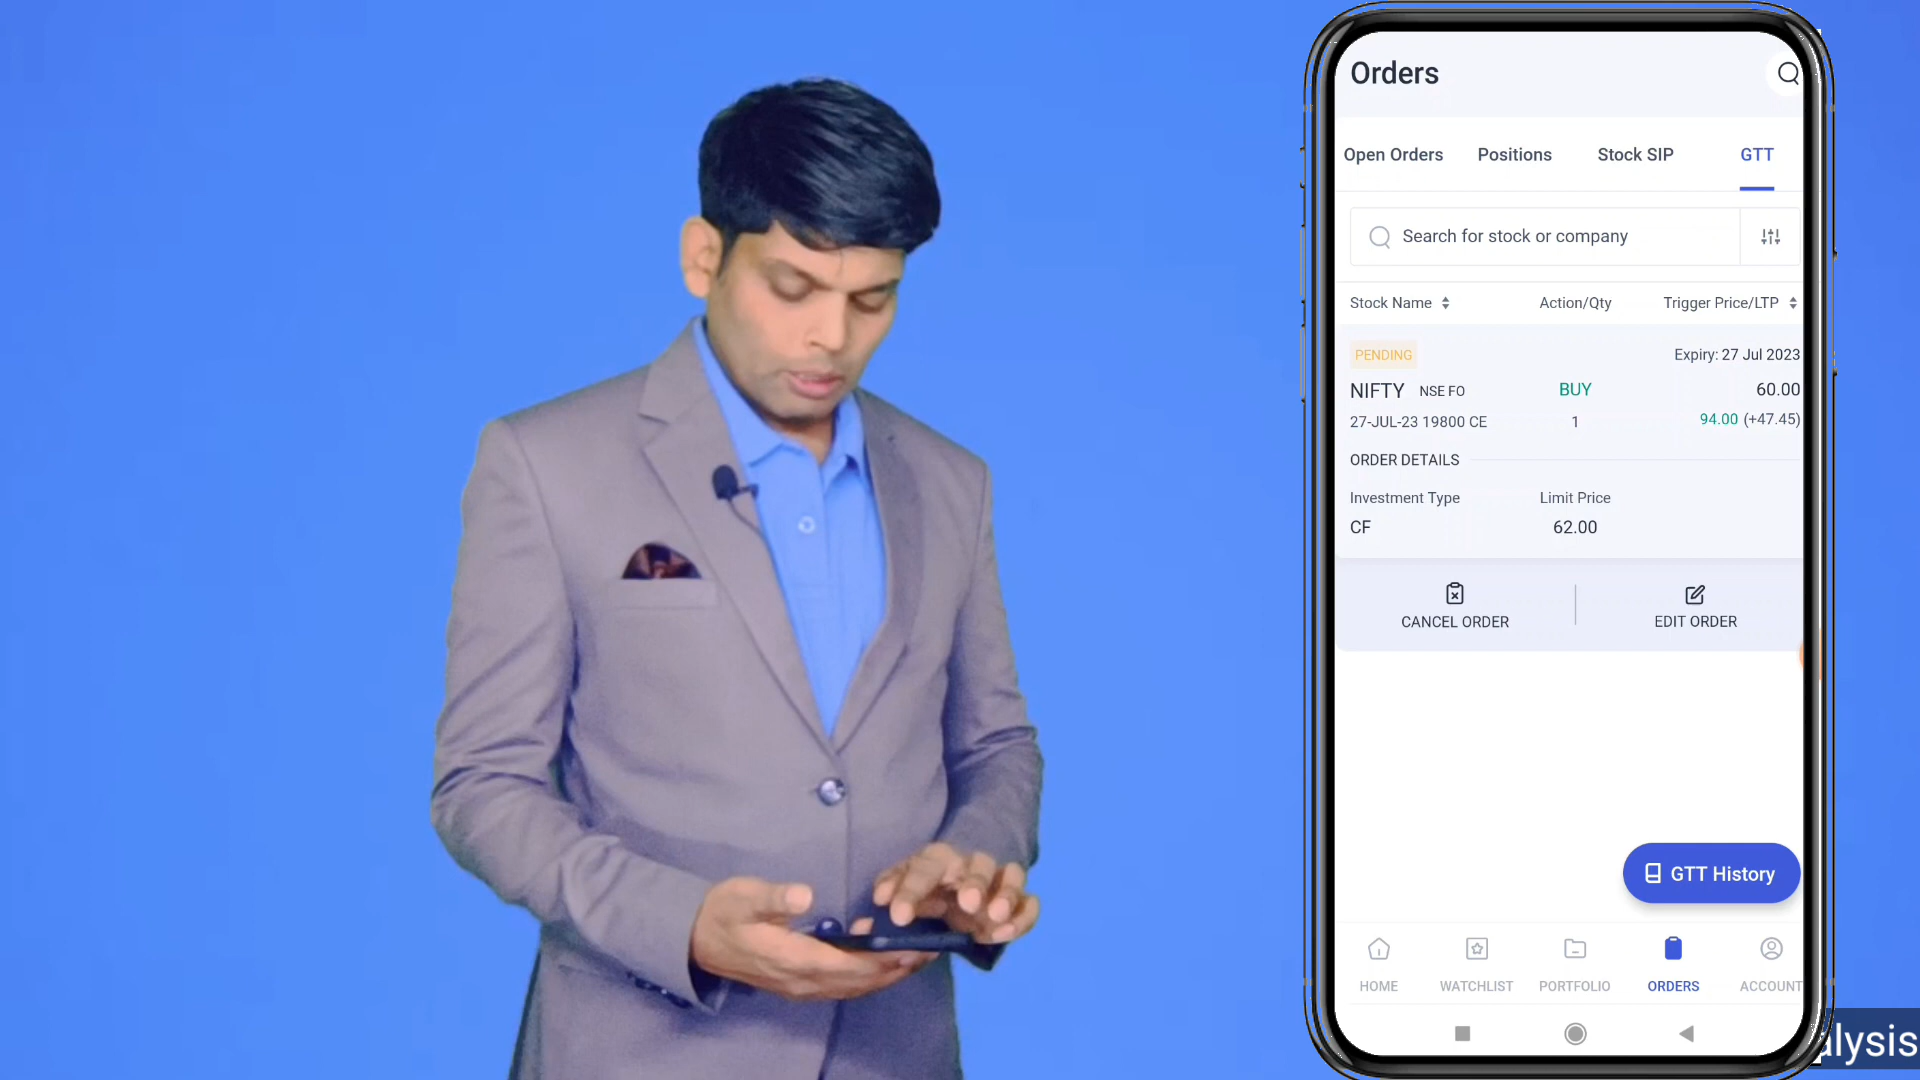 Orders
Open Orders Positions Stock SIP GTT
Search for stock or company
Stock Name Action/Qty Trigger Price/LTP
PENDING Expiry: 27 Jul 2023
NIFTY NSE FO BUY 60.00
27-JUL-23 19800 CE 1 94.00 (+47.45)
ORDER DETAILS
Investment Type Limit Price
CF 62.00
CANCEL ORDER EDIT ORDER
GTT History
HOME WATCHLIST PORTFOLIO ORDERS ACCOUNT
alysis